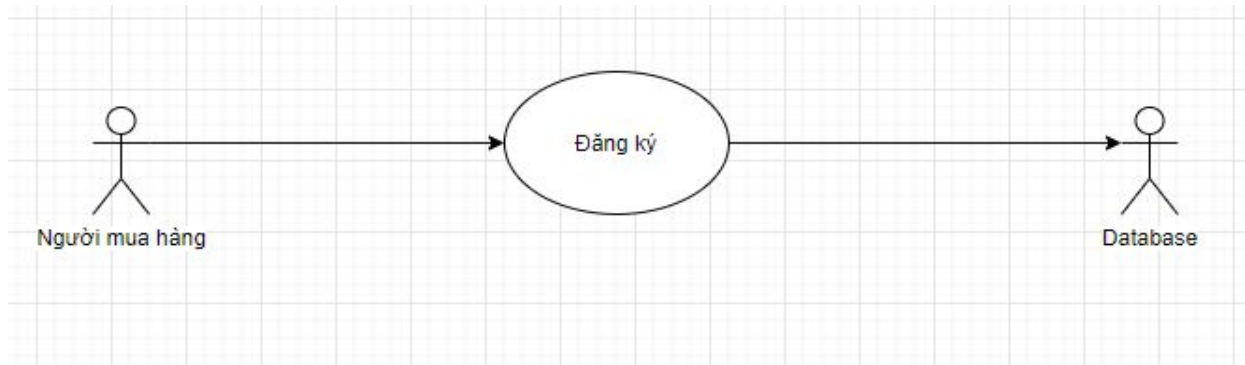 Đăng ký
Người mua hàng
Database